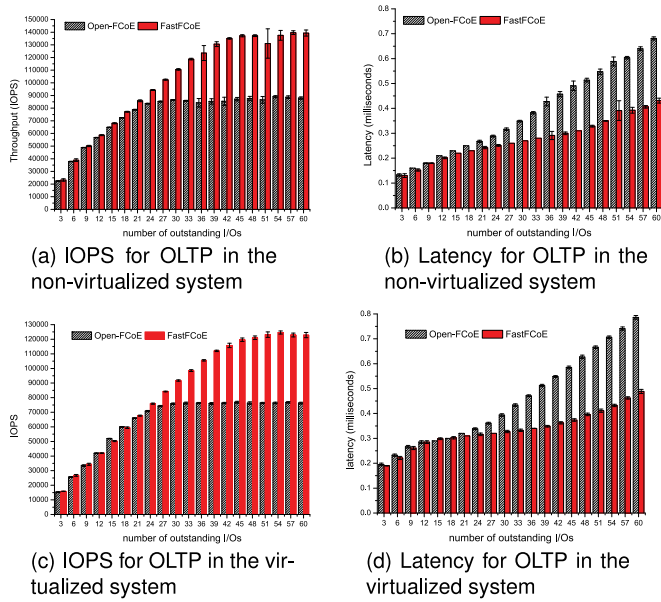 150000
140000
130000
120000
110000
100000
90000
80000
70000
60000
50000
40000
30000
20000
10000
0
Throughput (IOPS)
Open-FCoE FastFCoE
3 6 9 12 15 18 21 24 27 30 33 36 39 42 45 48 51 54 57 60
number of outstanding I/Os
(a) IOPS for OLTP in the
non-virtualized system
0.8
0.7
0.6
0.5
0.4
0.3
0.2
0.1
0.0
Latency (milliseconds)
Open-FCoE
FastFCoE
3 6 9 12 15 18 21 24 27 30 33 36 39 42 45 48 51 54 57 60
number of outstanding I/Os
(b) Latency for OLTP in the
non-virtualized system
130000
120000
110000
100000
90000
80000
70000
60000
50000
40000
30000
20000
10000
0
IOPS
Open-FCoE FastFCoE
3 6 9 12 15 18 21 24 27 30 33 36 39 42 45 48 51 54 57 60
number of outstanding I/Os
(c) IOPS for OLTP in the vir-
tualized system
0.8
0.7
0.6
0.5
0.4
0.3
0.2
0.1
0.0
latency (milliseconds)
Open-FCoE
FastFCoE
3 6 9 12 15 18 21 24 27 30 33 36 39 42 45 48 51 54 57 60
number of outstanding I/Os
(d) Latency for OLTP in the
virtualized system